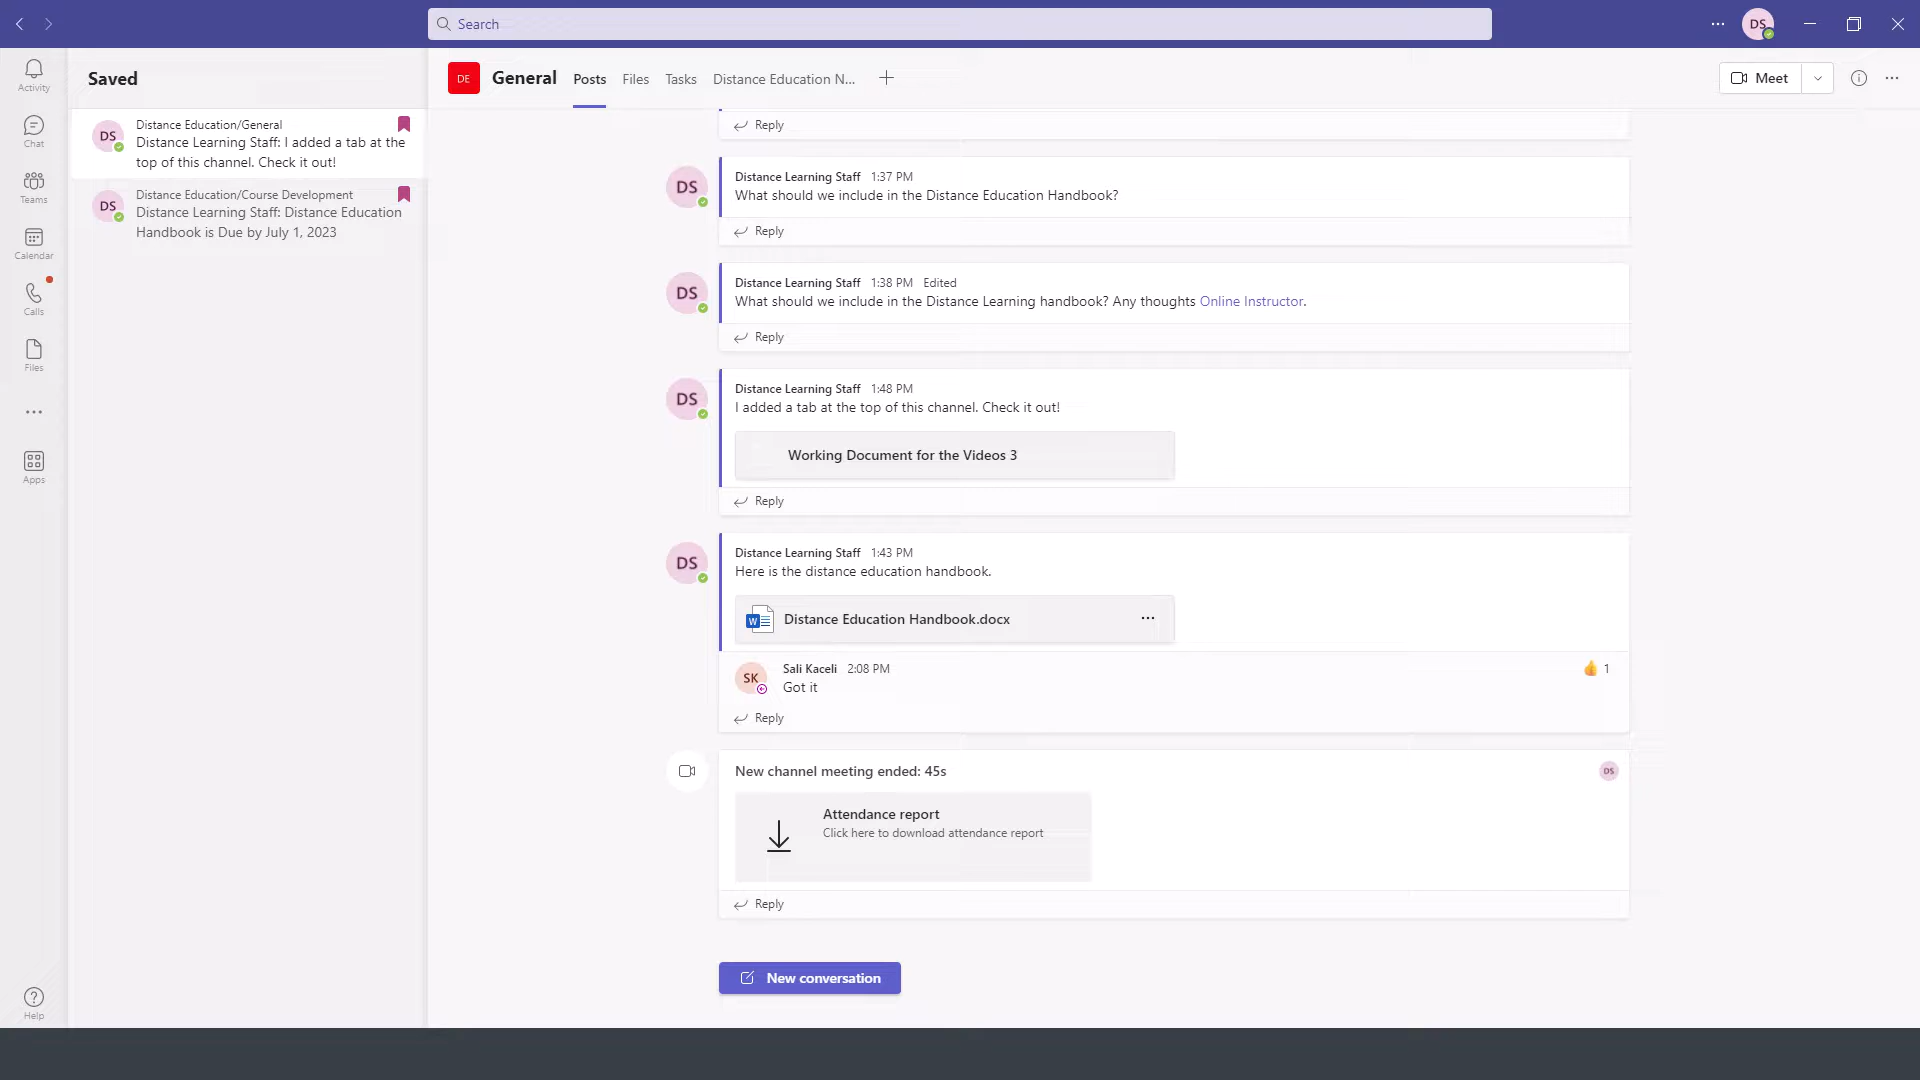 Search
DS
Activity
Chat
Teams
Calendar
Calls
Files
Apps
Help
Saved
DS
Distance Education/General
Distance Learning Staff: I added a tab at the
top of this channel. Check it out!
DS
Distance Education/Course Development
Distance Learning Staff: Distance Education
Handbook is Due by July 1, 2023
DE
General
Posts
Files
Tasks
Distance Education N...
Meet
Reply
DS
Distance Learning Staff 1:37 PM
What should we include in the Distance Education Handbook?
Reply
DS
Distance Learning Staff 1:38 PM Edited
What should we include in the Distance Learning handbook? Any thoughts Online Instructor.
Reply
DS
Distance Learning Staff 1:48 PM
I added a tab at the top of this channel. Check it out!
Working Document for the Videos 3
Reply
DS
Distance Learning Staff 1:43 PM
Here is the distance education handbook.
W
Distance Education Handbook.docx
SK
Sali Kaceli 2:08 PM
1
Got it
Reply
New channel meeting ended: 45s
DS
Attendance report
Click here to download attendance report
Reply
New conversation